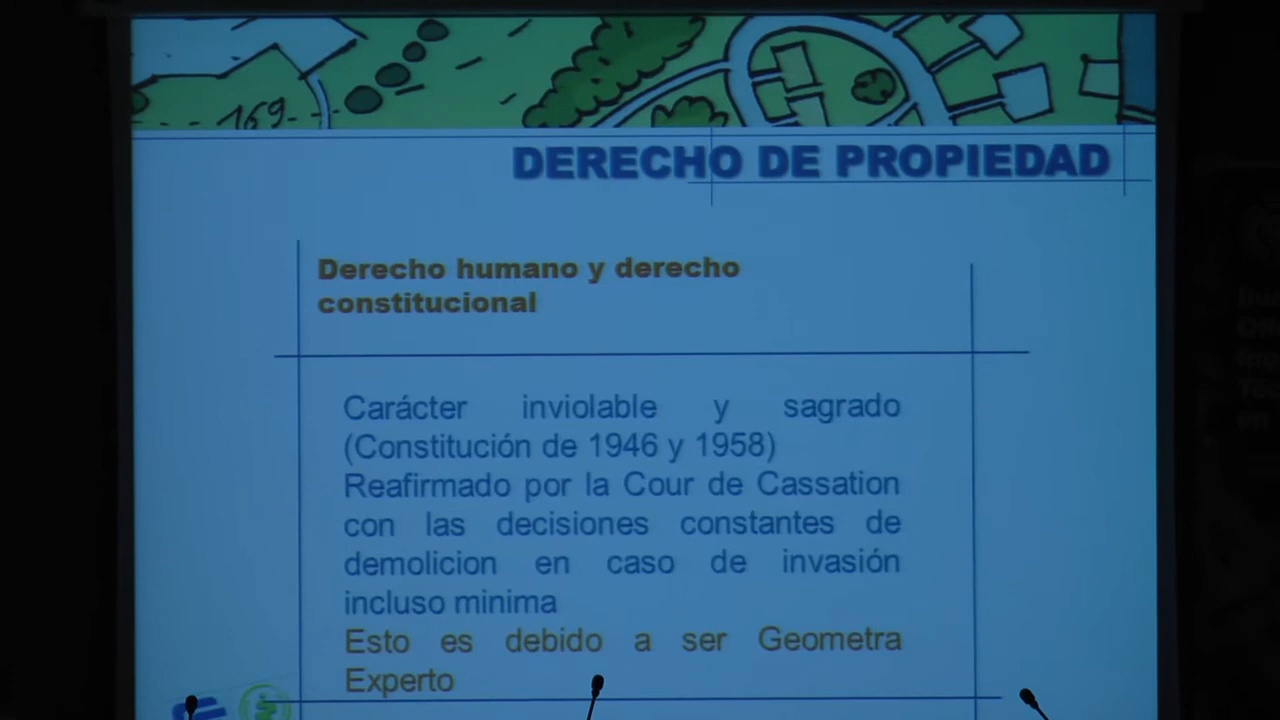 169
DERECHO DE PROPIEDAD
Derecho humano y derecho
constitucional
Carácter inviolable y sagrado
(Constitución de 1946 y 1958)
Reafirmado por la Cour de Cassation
con las decisiones constantes de
demolicion en caso de invasión
incluso minima
Esto es debido a ser Geometra
Experto